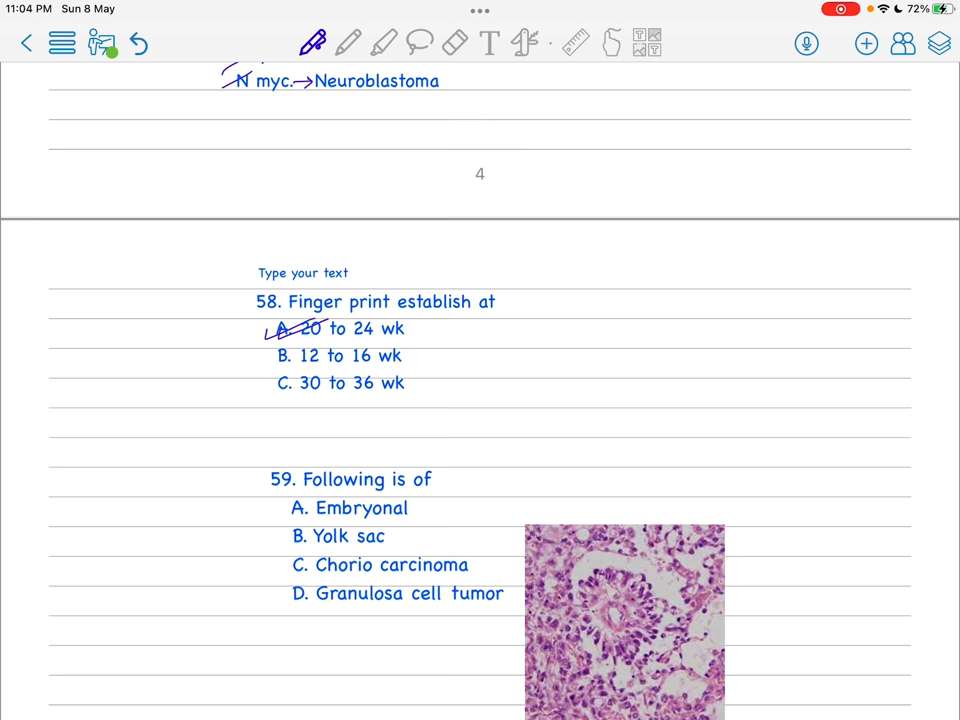 11:04 PM Sun 8 May
72%
T
N myc.→Neuroblastoma
4
Type your text
58. Finger print establish at
A. 20 to 24 wk
B. 12 to 16 wk
C. 30 to 36 wk
59. Following is of
A. Embryonal
B. Yolk sac
C. Chorio carcinoma
D. Granulosa cell tumor